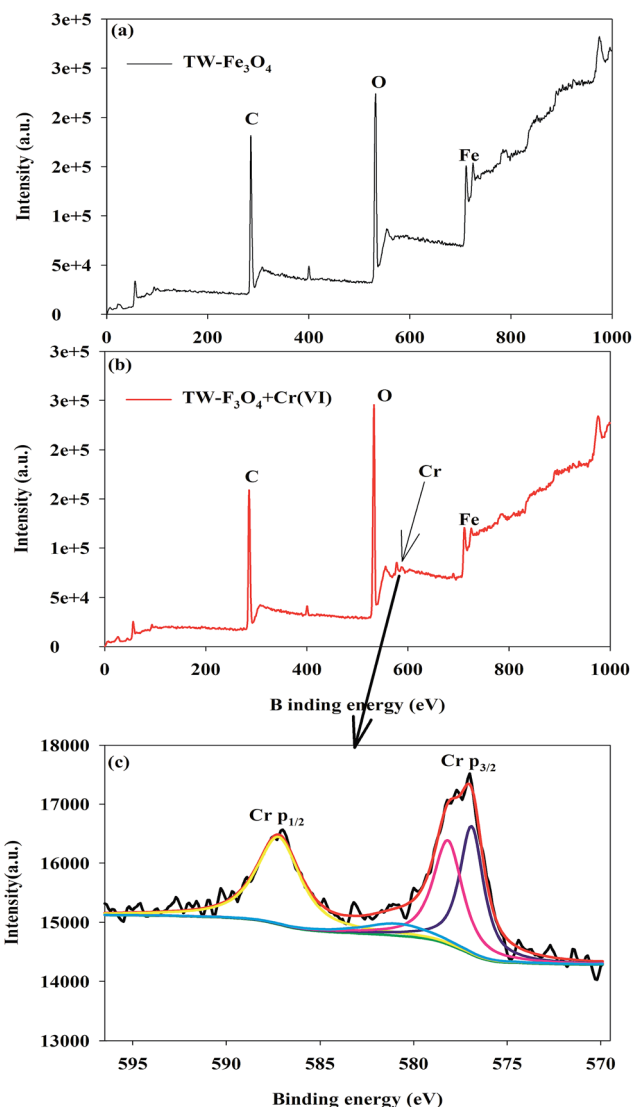 (a)
TW-Fe₃O₄
C
O
Fe
Intensity (a.u.)
3e+5
3e+5
2e+5
2e+5
1e+5
5e+4
0
0 200 400 600 800 1000
(b)
TW-F₃O₄+Cr(VI)
C
O
Cr
Fe
Intensity (a.u.)
3e+5
3e+5
2e+5
2e+5
1e+5
5e+4
0
0 200 400 600 800 1000
B inding energy (eV)
(c)
Cr p₃/₂
Cr p₁/₂
Intensity(a.u.)
18000
17000
16000
15000
14000
13000
595 590 585 580 575 570
Binding energy (eV)